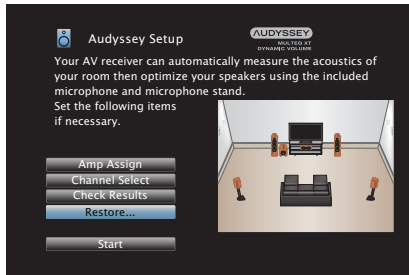 Audyssey Setup
AUDYSSEY
MULTEQ XT
DYNAMIC VOLUME
Your AV receiver can automatically measure the acoustics of
your room then optimize your speakers using the included
microphone and microphone stand.
Set the following items
if necessary.
Amp Assign
Channel Select
Check Results
Restore...
Start